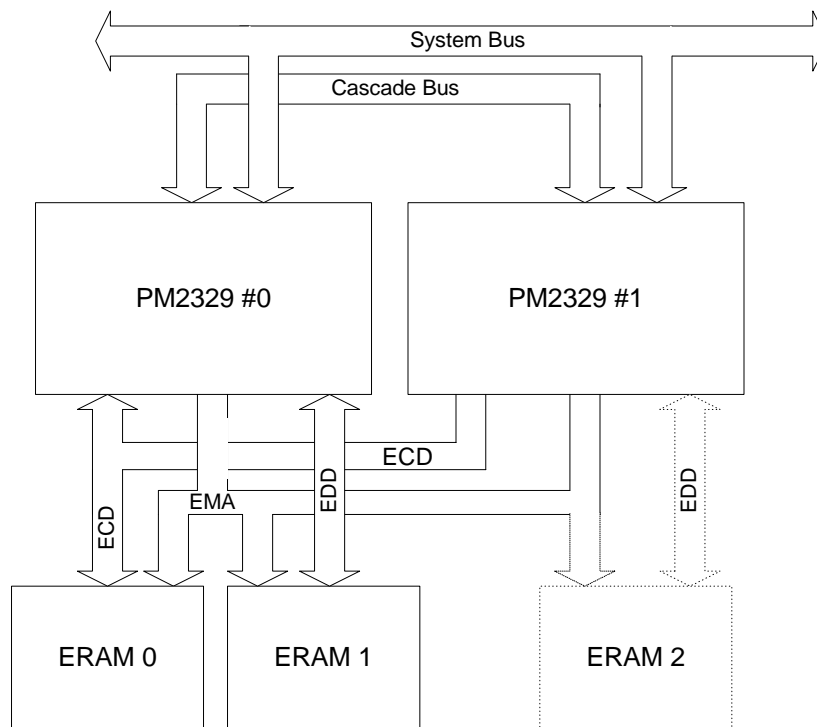 System Bus
Cascade Bus
PM2329 #0
PM2329 #1
ECD
EMA
ECD
EDD
EDD
ERAM 0
ERAM 1
ERAM 2